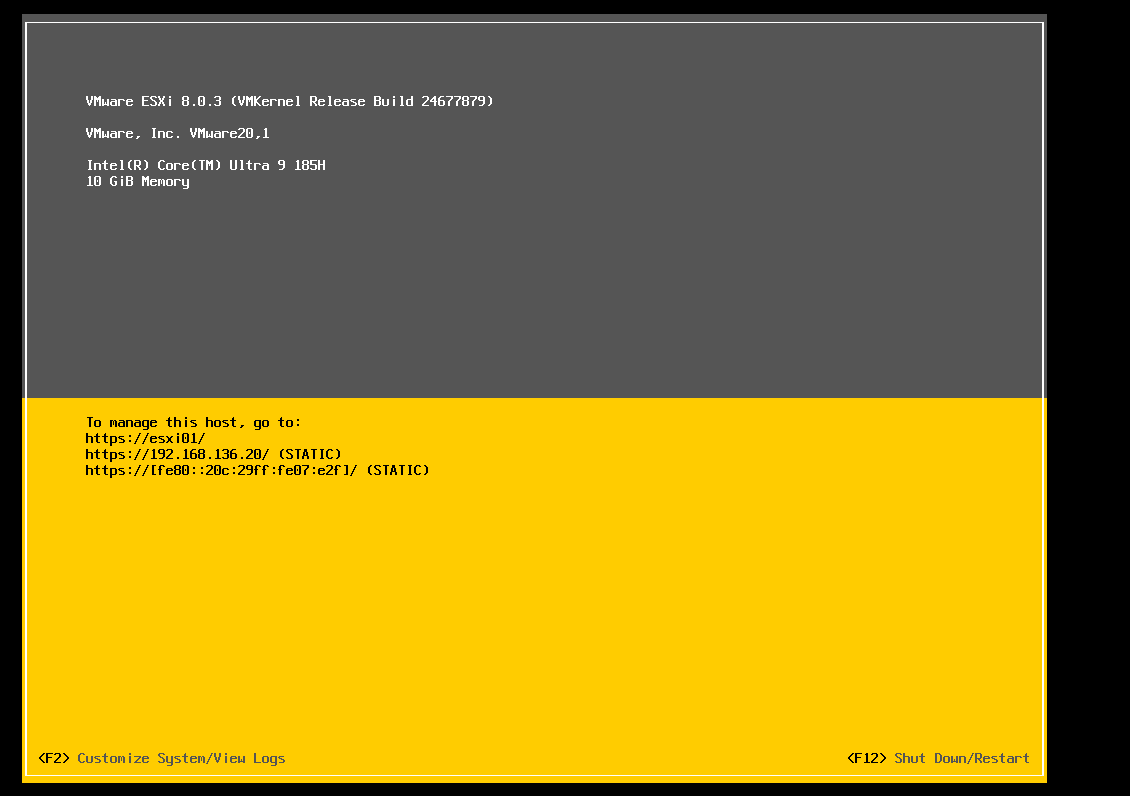 VMware ESXi 8.0.3 (VMKernel Release Build 24677879)
VMware, Inc. VMware20,1
Intel(R) Core(TM) Ultra 9 185H
10 GiB Memory
To manage this host, go to:
https://esxi01/
https://192.168.136.20/ (STATIC)
https://[fe80::20c:29ff:fe07:e2f]/ (STATIC)
<F2> Customize System/View Logs
<F12> Shut Down/Restart